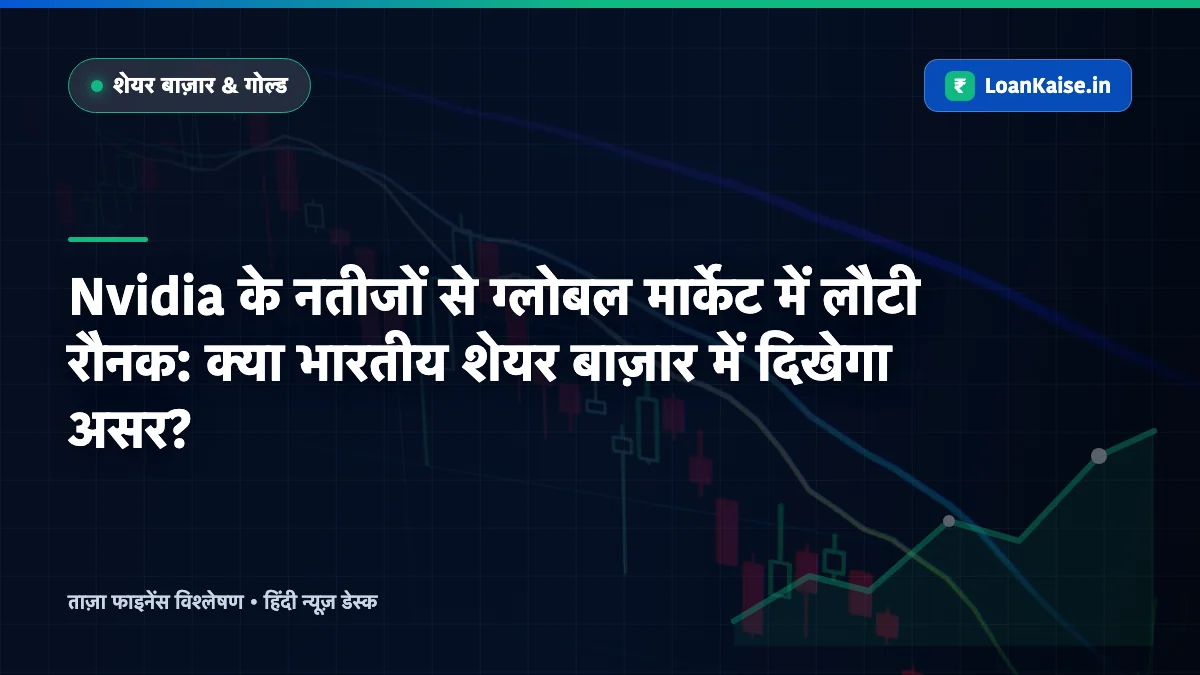 शेयर बाज़ार & गोल्ड
₹ LoanKaise.in
Nvidia के नतीजों से ग्लोबल मार्केट में लौटी
रौनक: क्या भारतीय शेयर बाज़ार में दिखेगा
असर?
ताज़ा फाइनेंस विश्लेषण • हिंदी न्यूज़ डेस्क